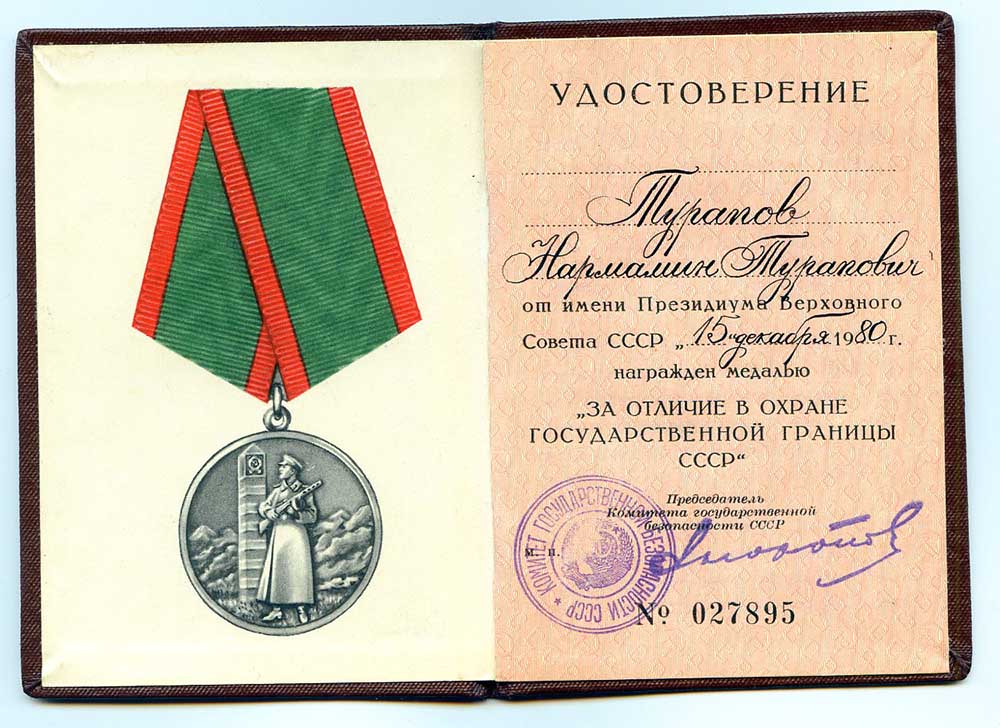 УДОСТОВЕРЕНИЕ
Турапов
Нармамин Турапович
от имени Президиума Верховного
Совета СССР „15“ декабря 1980 г.
награжден медалью
„ЗА ОТЛИЧИЕ В ОХРАНЕ
ГОСУДАРСТВЕННОЙ ГРАНИЦЫ
СССР“
Председатель
Комитета государственной
безопасности СССР
м. п.
КОМИТЕТ ГОСУДАРСТВЕННОЙ БЕЗОПАСНОСТИ СССР *
№ 027895